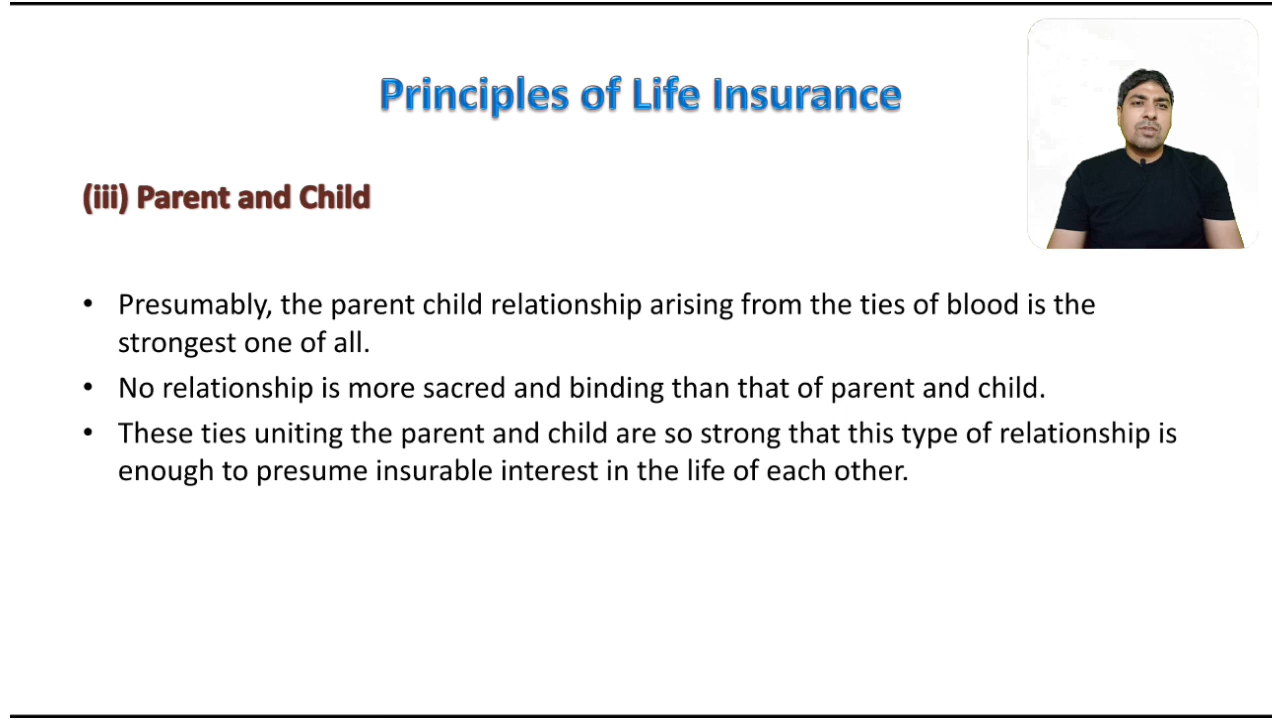 Principles of Life Insurance
(iii) Parent and Child
• Presumably, the parent child relationship arising from the ties of blood is the
strongest one of all.
• No relationship is more sacred and binding than that of parent and child.
• These ties uniting the parent and child are so strong that this type of relationship is
enough to presume insurable interest in the life of each other.